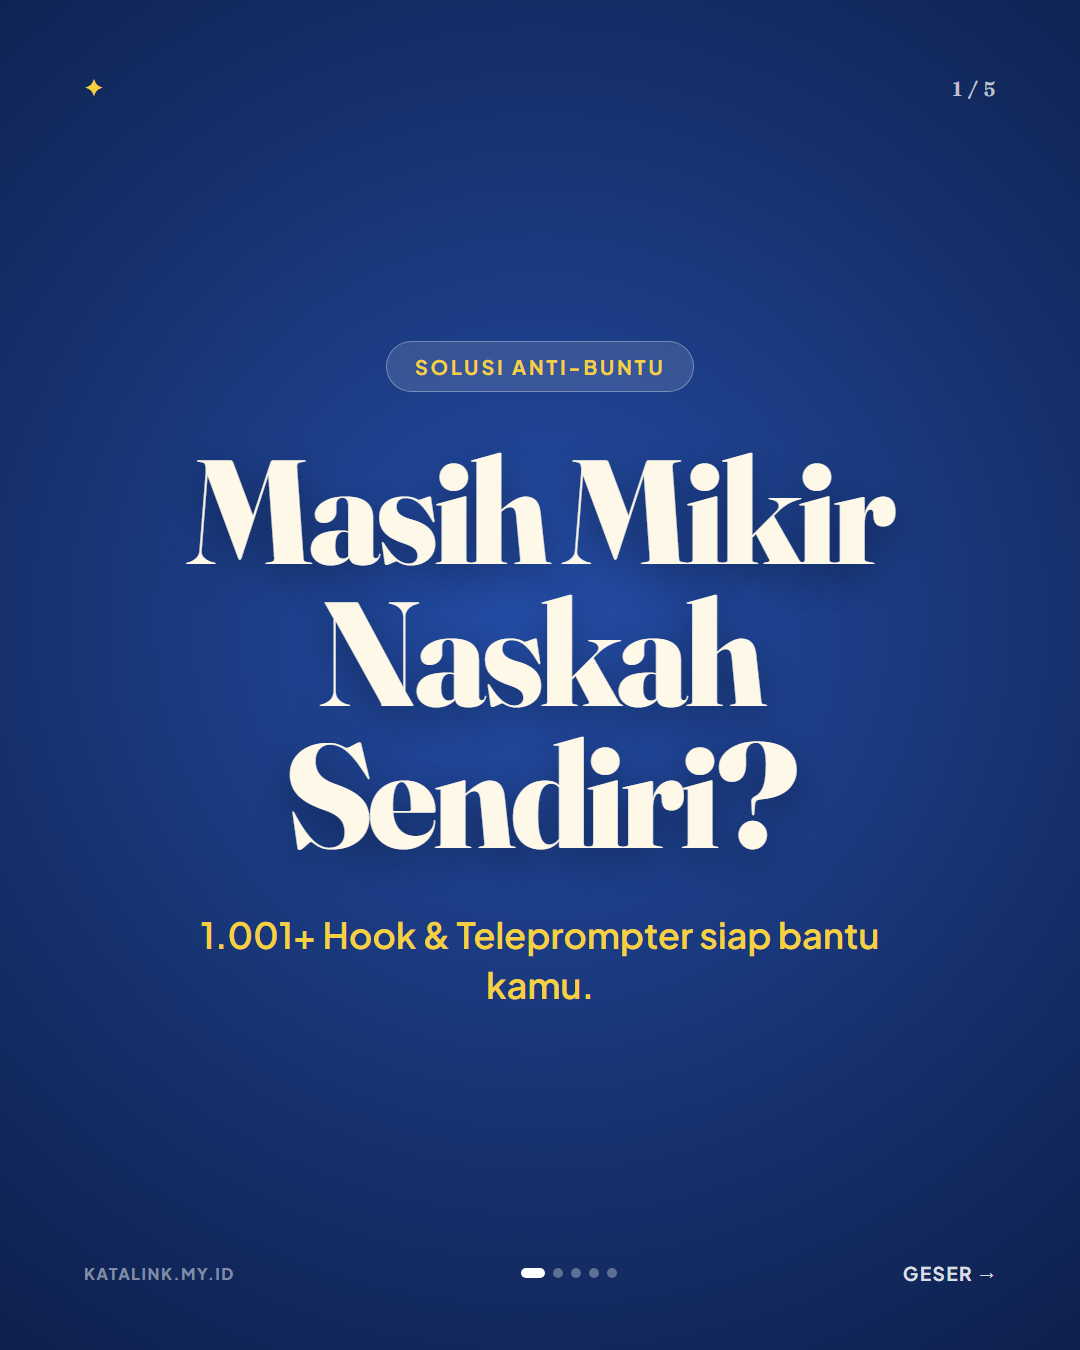 ✦
1 / 5
SOLUSI ANTI-BUNTU
Masih Mikir
Naskah
Sendiri?
1.001+ Hook & Teleprompter siap bantu
kamu.
KATALINK.MY.ID
GESER →